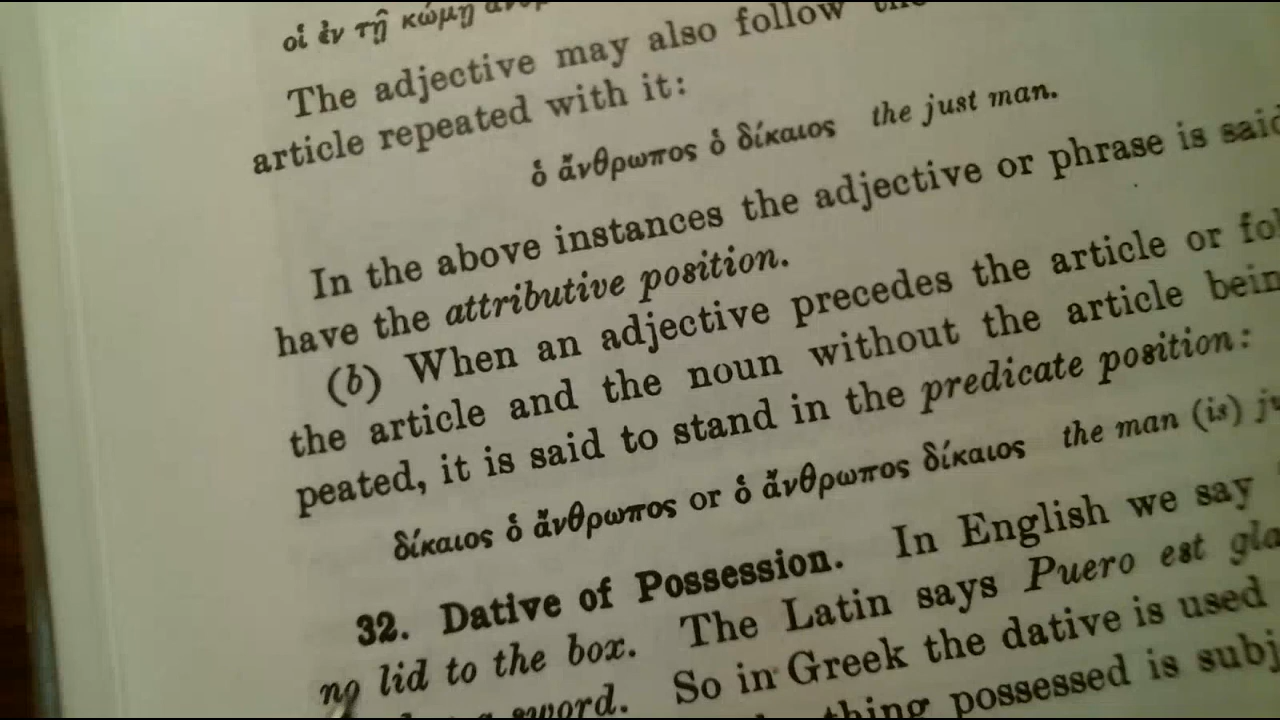 οἱ ἐν τῇ κώμῃ
The adjective may also follow
article repeated with it:
ὁ ἄνθρωπος ὁ δίκαιος the just man.
In the above instances the adjective or phrase is said
have the attributive position.
(b) When an adjective precedes the article or
the article and the noun without the article
peated, it is said to stand in the predicate position:
δίκαιος ὁ ἄνθρωπος or ὁ ἄνθρωπος δίκαιος the man (is)
32. Dative of Possession. In English we say
no lid to the box. The Latin says Puero est
sword. So in Greek the dative is used
thing possessed is